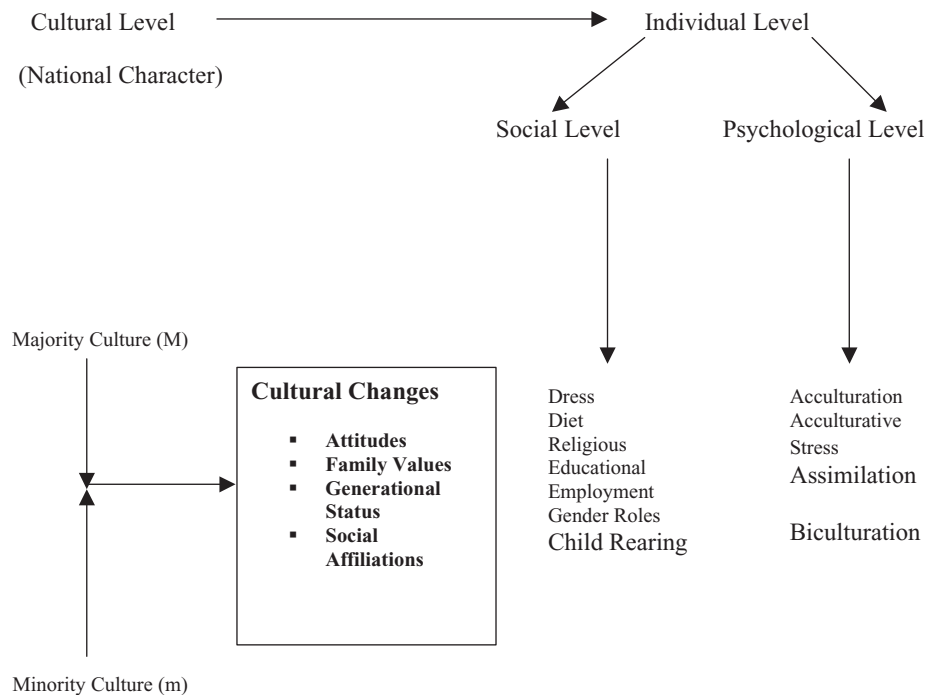 Cultural Level
Individual Level
(National Character)
Social Level
Psychological Level
Majority Culture (M)
Cultural Changes
▪ Attitudes
▪ Family Values
▪ Generational
Status
▪ Social
Affiliations
Dress
Diet
Religious
Educational
Employment
Gender Roles
Child Rearing
Acculturation
Acculturative
Stress
Assimilation
Biculturation
Minority Culture (m)